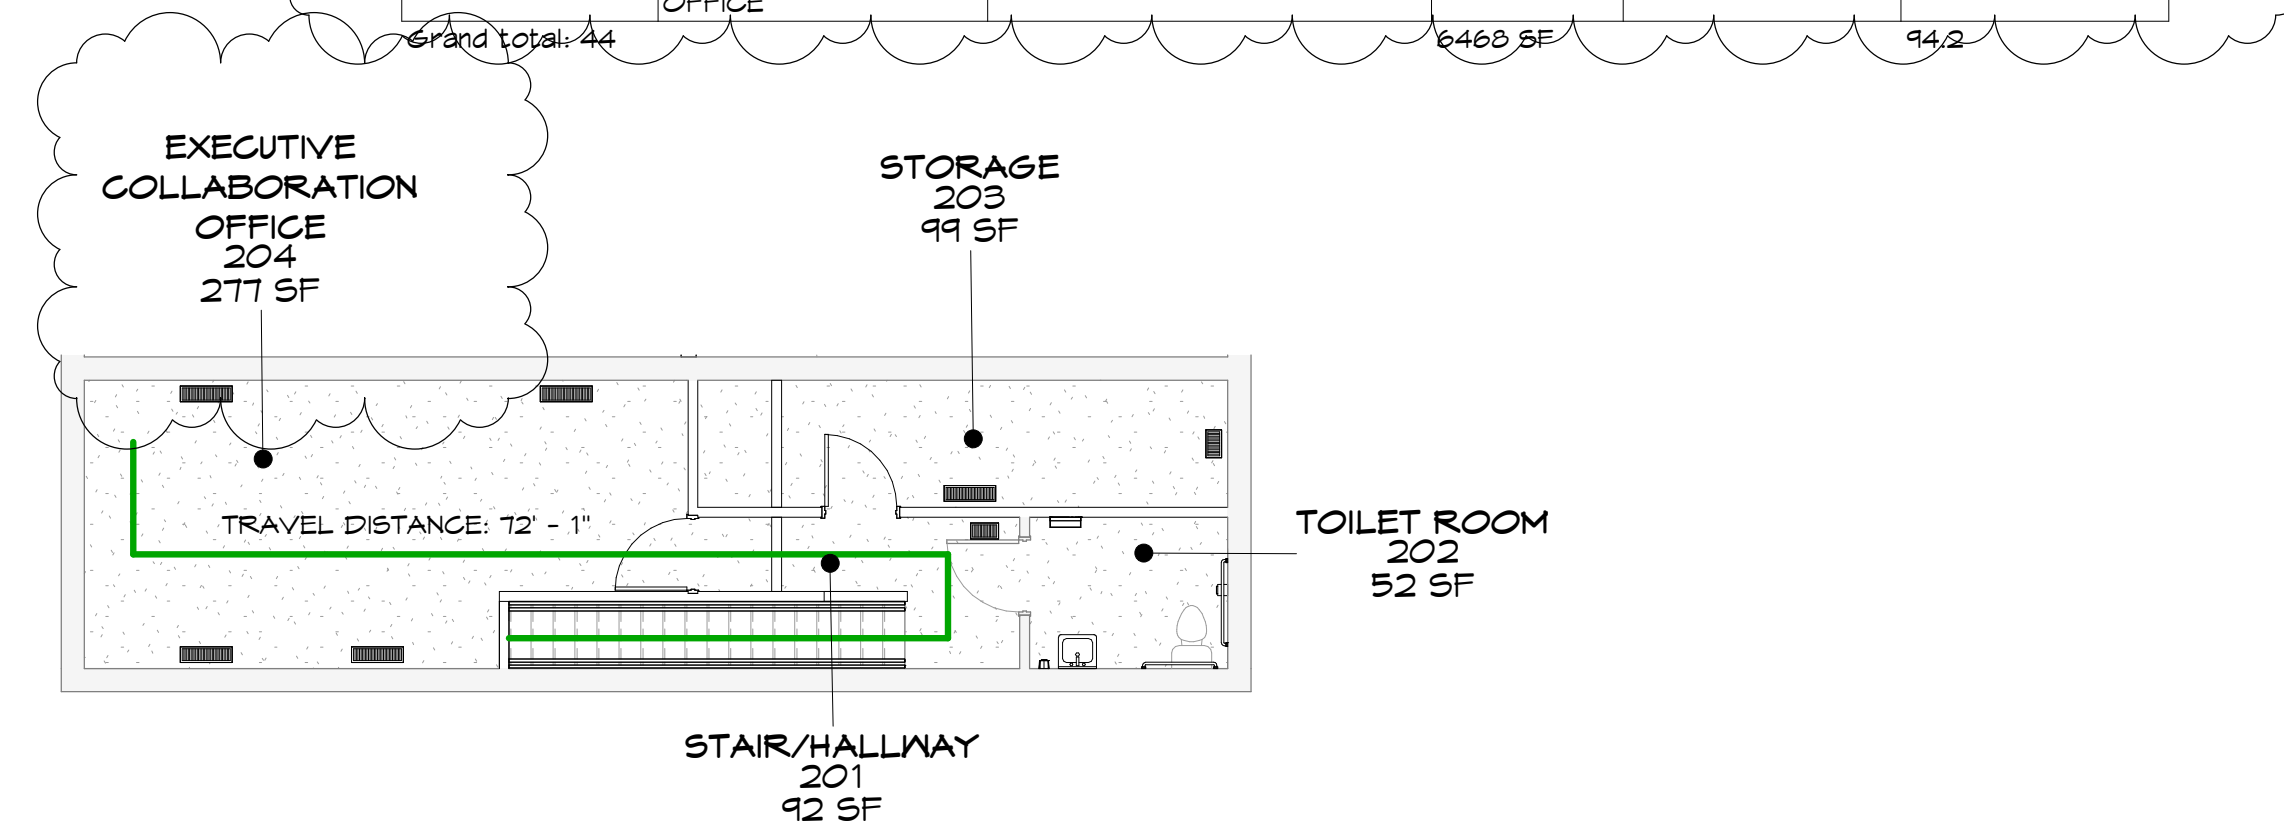 OFFICE
Grand total: 44 6468 SF 94.2
EXECUTIVE
COLLABORATION
OFFICE
204
277 SF
STORAGE
203
99 SF
TRAVEL DISTANCE: 72' - 1"
TOILET ROOM
202
52 SF
STAIR/HALLWAY
201
92 SF